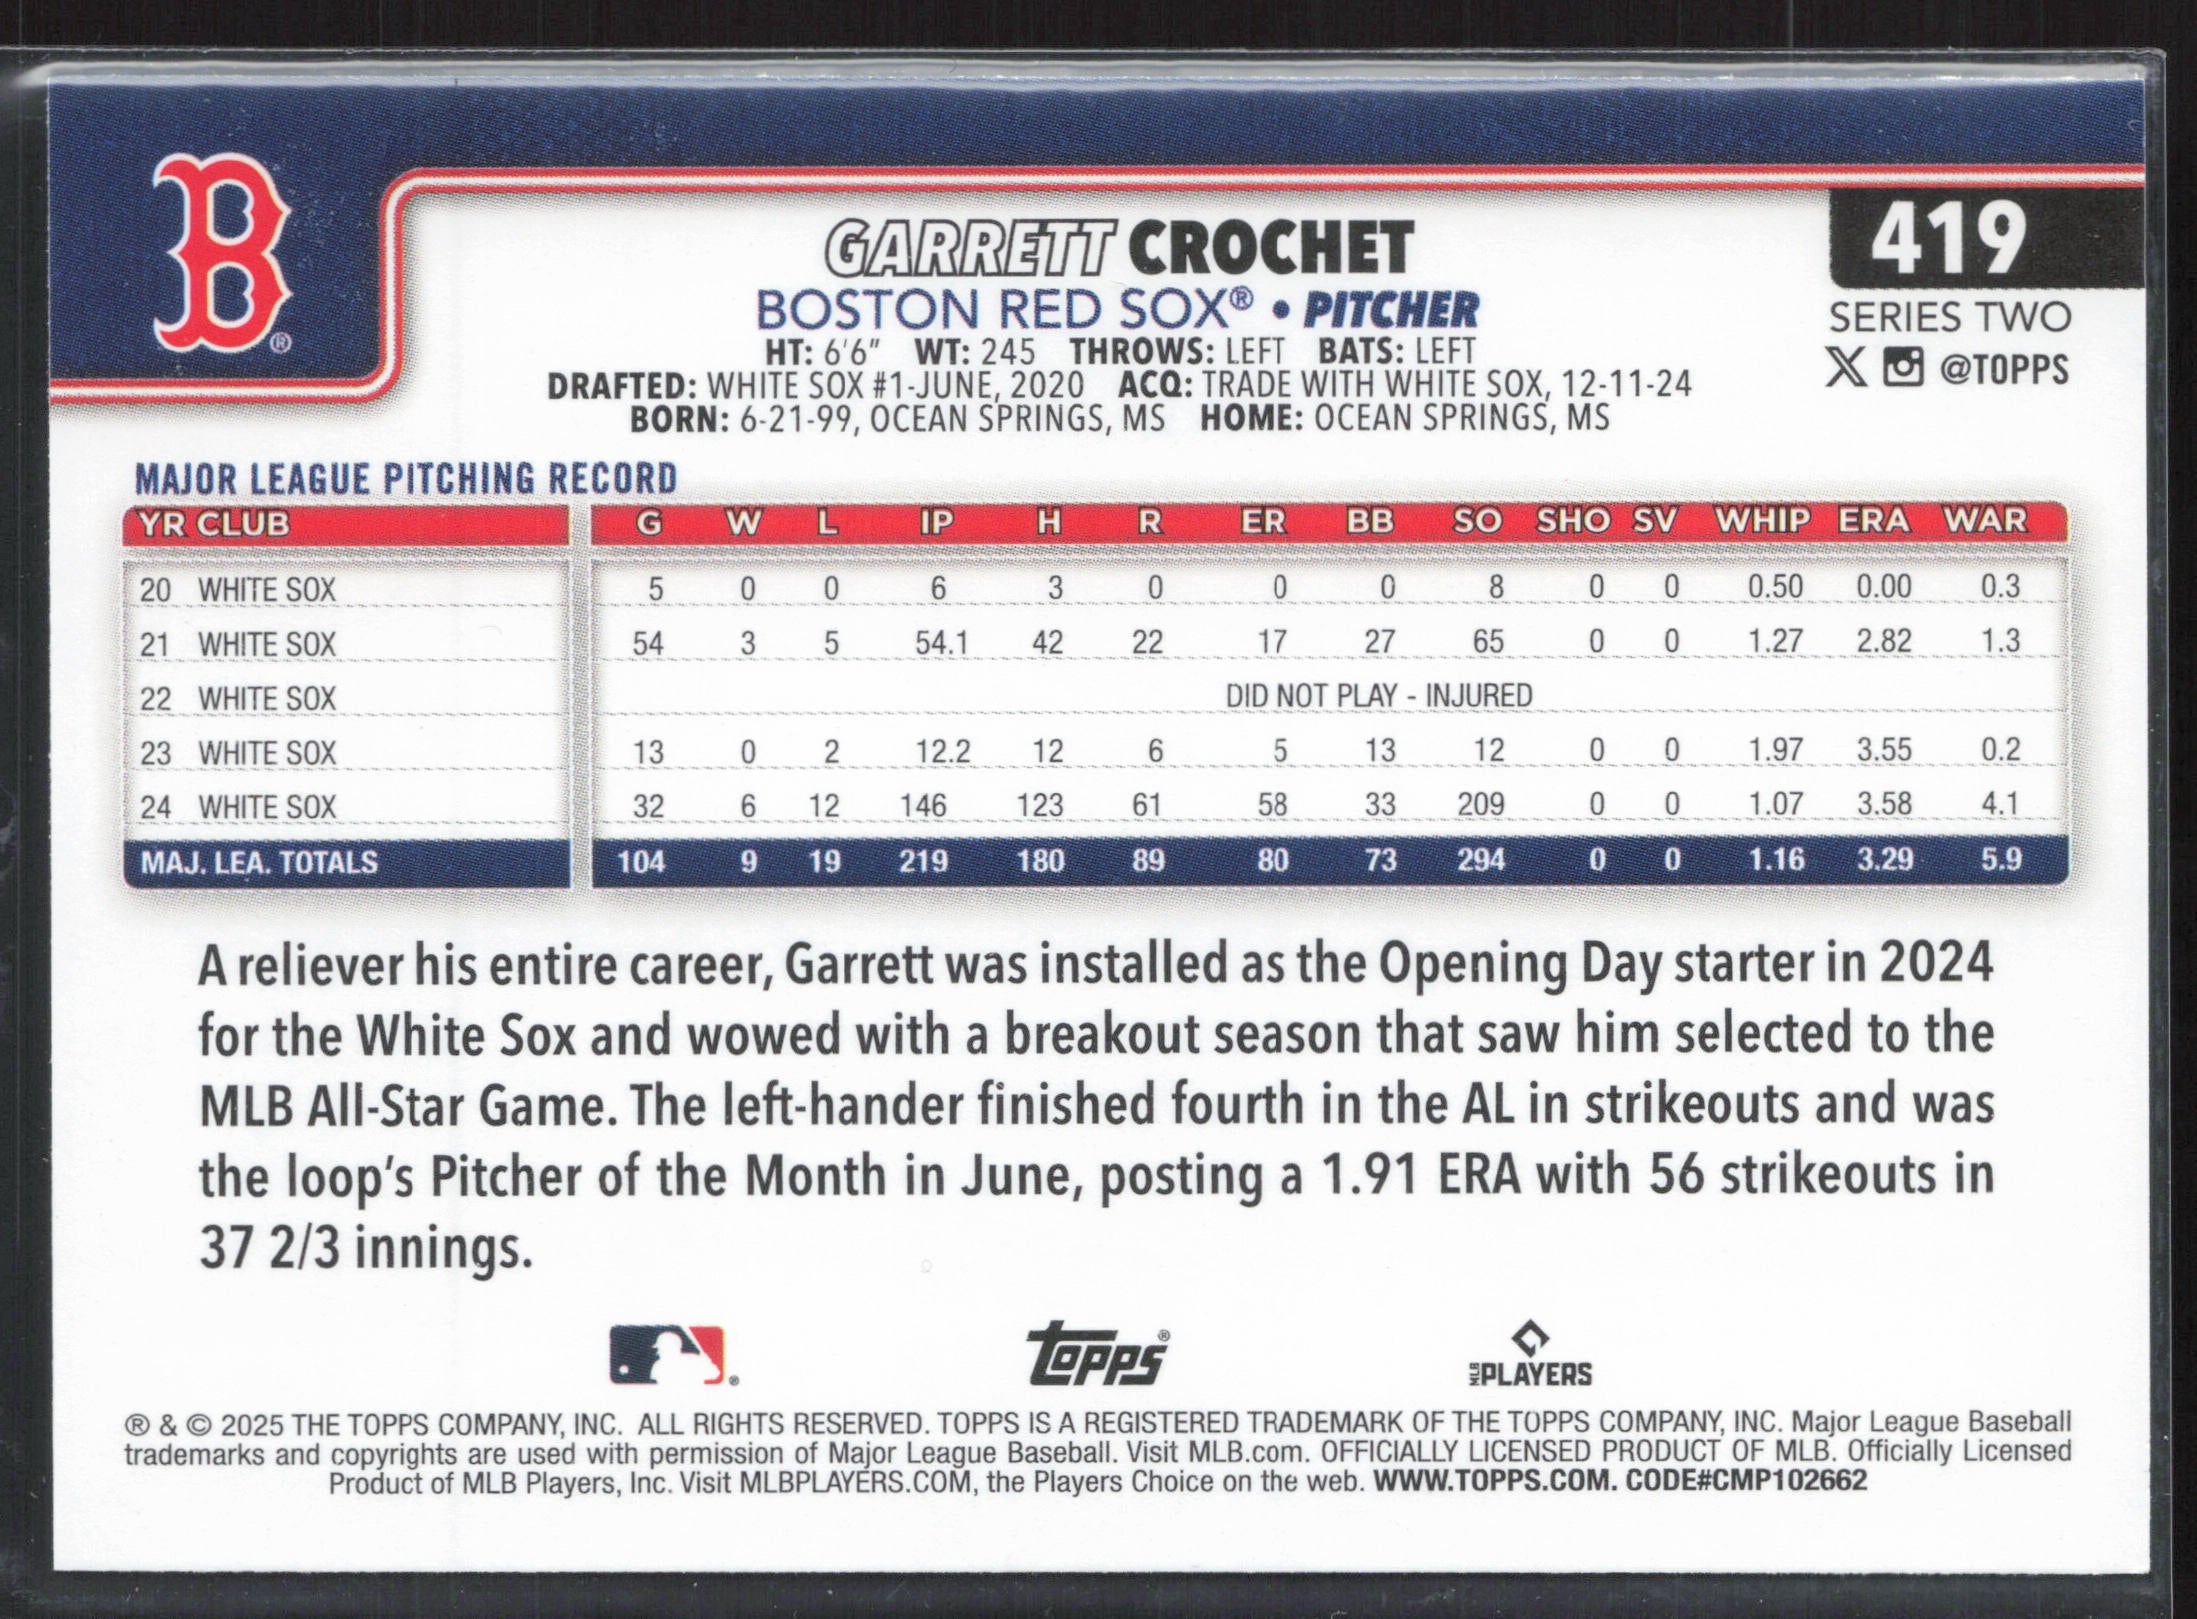 B ®
GARRETT CROCHET
BOSTON RED SOX® • PITCHER
HT: 6'6" WT: 245 THROWS: LEFT BATS: LEFT
DRAFTED: WHITE SOX #1-JUNE, 2020 ACQ: TRADE WITH WHITE SOX, 12-11-24
BORN: 6-21-99, OCEAN SPRINGS, MS HOME: OCEAN SPRINGS, MS
419
SERIES TWO
X @TOPPS
MAJOR LEAGUE PITCHING RECORD
YR CLUB G W L IP H R ER BB SO SHO SV WHIP ERA WAR
20 WHITE SOX 5 0 0 6 3 0 0 0 8 0 0 0.50 0.00 0.3
21 WHITE SOX 54 3 5 54.1 42 22 17 27 65 0 0 1.27 2.82 1.3
22 WHITE SOX DID NOT PLAY - INJURED
23 WHITE SOX 13 0 2 12.2 12 6 5 13 12 0 0 1.97 3.55 0.2
24 WHITE SOX 32 6 12 146 123 61 58 33 209 0 0 1.07 3.58 4.1
MAJ. LEA. TOTALS 104 9 19 219 180 89 80 73 294 0 0 1.16 3.29 5.9
A reliever his entire career, Garrett was installed as the Opening Day starter in 2024
for the White Sox and wowed with a breakout season that saw him selected to the
MLB All-Star Game. The left-hander finished fourth in the AL in strikeouts and was
the loop's Pitcher of the Month in June, posting a 1.91 ERA with 56 strikeouts in
37 2/3 innings.
® topps® MLB PLAYERS
® & © 2025 THE TOPPS COMPANY, INC. ALL RIGHTS RESERVED. TOPPS IS A REGISTERED TRADEMARK OF THE TOPPS COMPANY, INC. Major League Baseball
trademarks and copyrights are used with permission of Major League Baseball. Visit MLB.com. OFFICIALLY LICENSED PRODUCT OF MLB. Officially Licensed
Product of MLB Players, Inc. Visit MLBPLAYERS.COM, the Players Choice on the web. WWW.TOPPS.COM. CODE#CMP102662